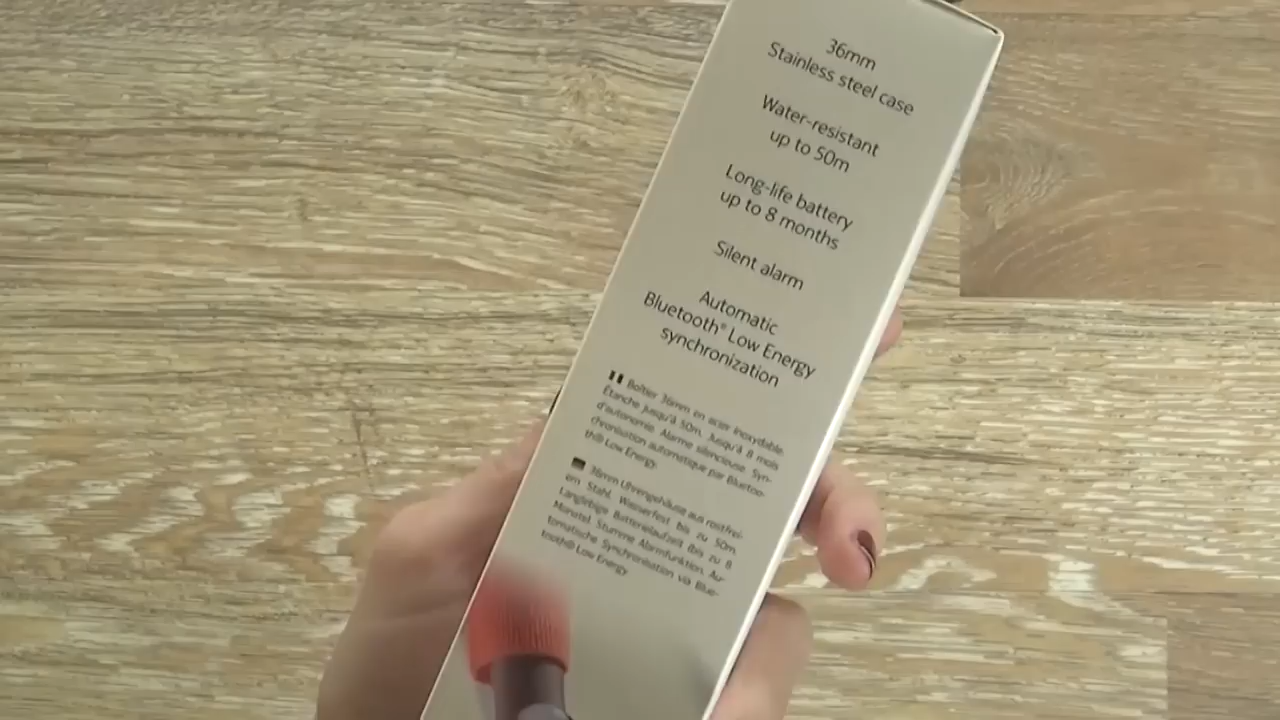 36mm
Stainless steel case
Water-resistant
up to 50m
Long-life battery
up to 8 months
Silent alarm
Automatic
Bluetooth® Low Energy
synchronization
Boîtier 36mm en acier inoxydable.
Étanche jusqu'à 50m. Jusqu'à 8 mois
d'autonomie. Alarme silencieuse. Syn-
chronisation automatique par Bluetoo-
th® Low Energy.
36mm Uhrengehäuse aus rostfrei-
em Stahl. Wasserfest bis zu 50m.
Langlebige Batterielaufzeit (bis zu 8
Monate). Stumme Alarmfunktion. Au-
tomatische Synchronisation via Blue-
tooth® Low Energy